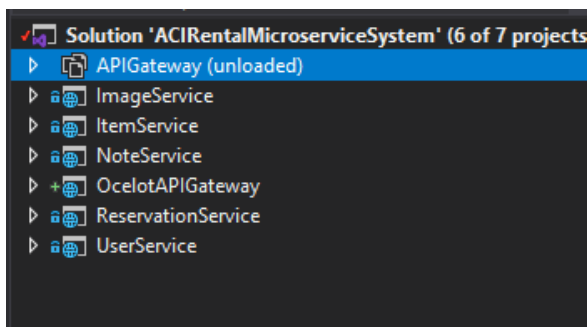 Solution 'ACIRentalMicroserviceSystem' (6 of 7 projects
APIGateway (unloaded)
ImageService
ItemService
NoteService
OcelotAPIGateway
ReservationService
UserService